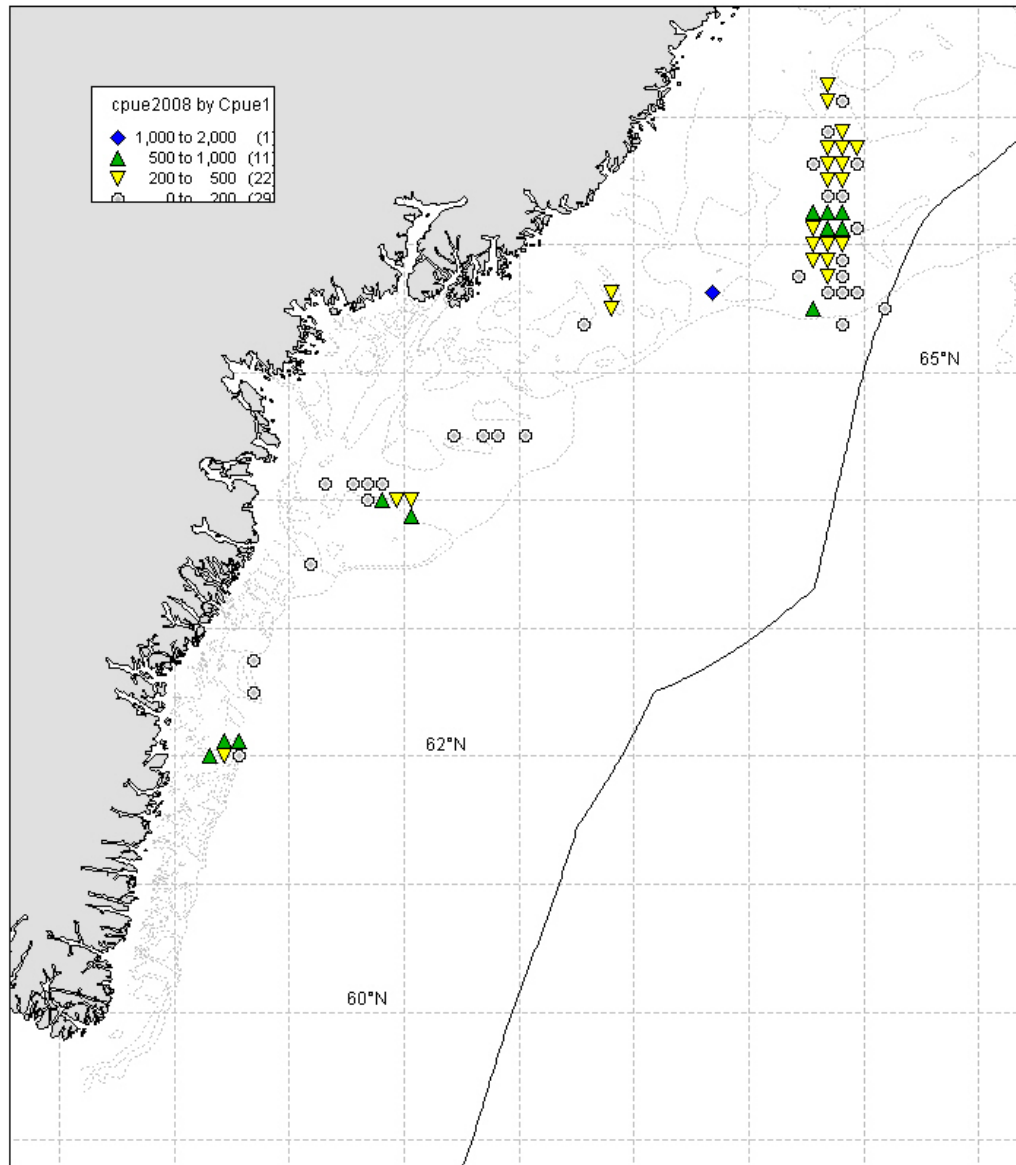 cpue2008 by Cpue1
1,000 to 2,000 (1
500 to 1,000 (11
200 to 500 (22
0 to 200 (29
65°N
62°N
60°N